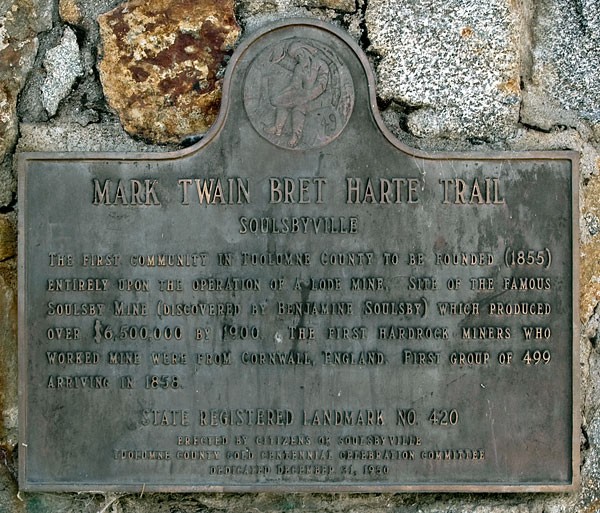 MARK TWAIN BRET HARTE TRAIL
SOULSBYVILLE
THE FIRST COMMUNITY IN TUOLUMNE COUNTY TO BE FOUNDED (1855)
ENTIRELY UPON THE OPERATION OF A LODE MINE. SITE OF THE FAMOUS
SOULSBY MINE (DISCOVERED BY BENJAMINE SOULSBY) WHICH PRODUCED
OVER $6,500,000 BY 1900. THE FIRST HARDROCK MINERS WHO
WORKED MINE WERE FROM CORNWALL, ENGLAND. FIRST GROUP OF 499
ARRIVING IN 1858.
STATE REGISTERED LANDMARK NO. 420
ERECTED BY CITIZENS OF SOULSBYVILLE
TUOLUMNE COUNTY GOLD CENTENNIAL CELEBRATION COMMITTEE
DEDICATED DECEMBER 31, 1950